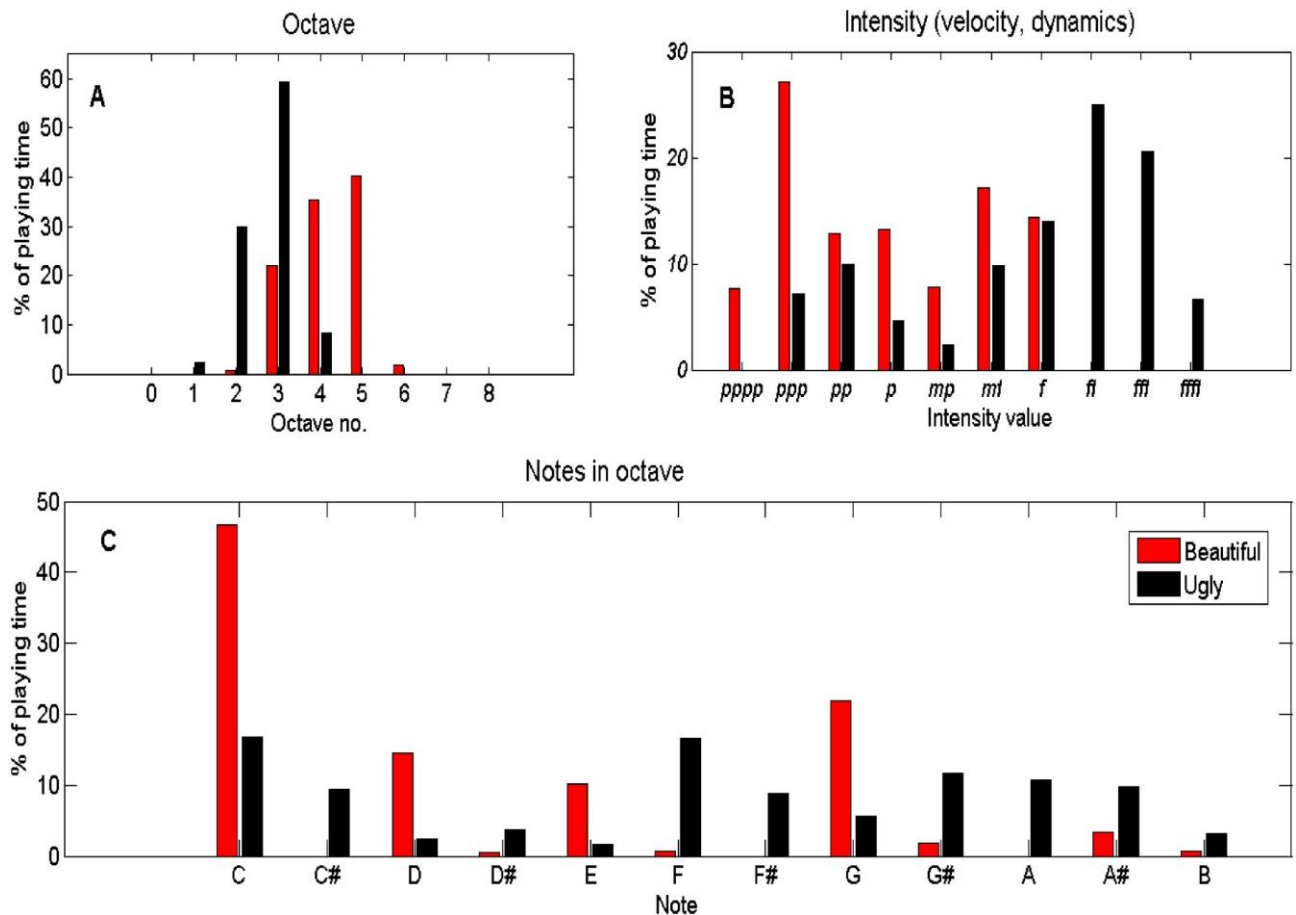 Octave
A
% of playing time
60
50
40
30
20
10
0
0 1 2 3 4 5 6 7 8
Octave no.
Intensity (velocity, dynamics)
B
% of playing time
30
20
10
0
pppp ppp pp p mp mf f ff fff ffff
Intensity value
Notes in octave
C
% of playing time
50
40
30
20
10
0
Beautiful
Ugly
C C# D D# E F F# G G# A A# B
Note